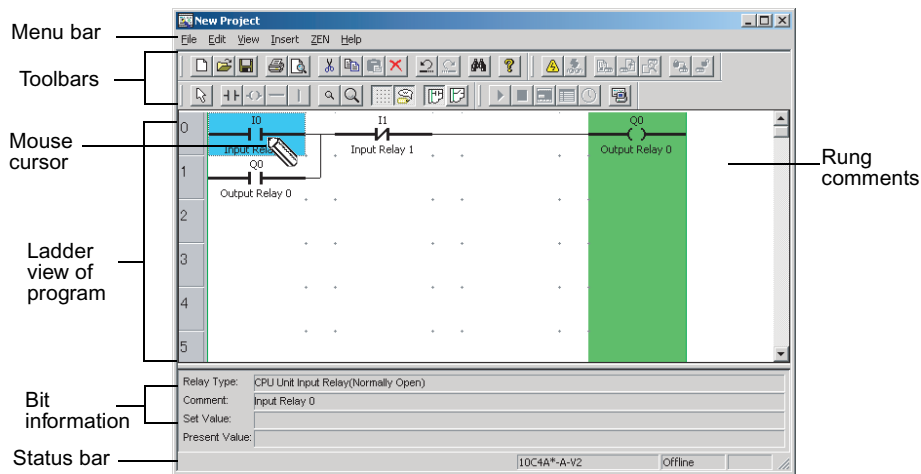 New Project
File Edit View Insert ZEN Help
Menu bar
Toolbars
Mouse cursor
Ladder view of program
Bit information
Status bar
Rung comments
0
I0
Input Rel
I1
Input Relay 1
Q0
Output Relay 0
1
Q0
Output Relay 0
2
3
4
5
Relay Type: CPU Unit Input Relay(Normally Open)
Comment: Input Relay 0
Set Value:
Present Value:
10C4A*-A-V2 Offline